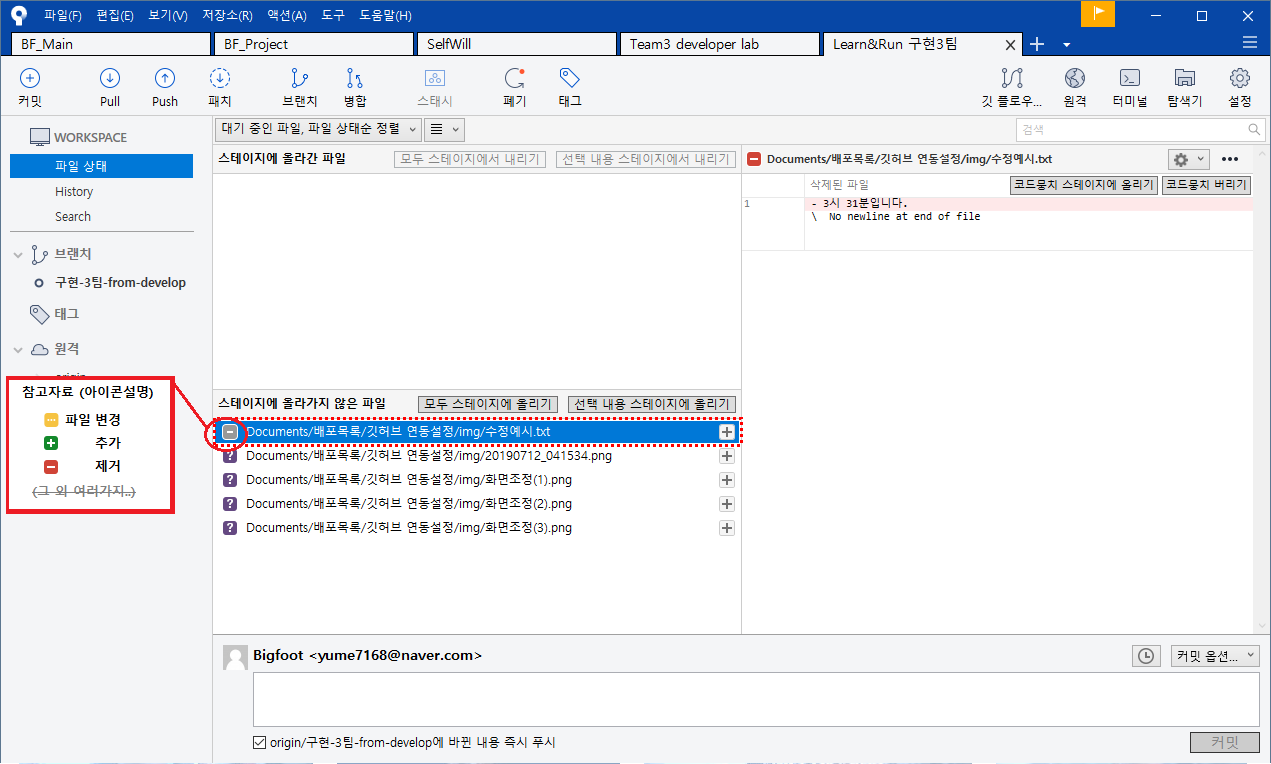 파일(F) 편집(E) 보기(V) 저장소(R) 액션(A) 도구 도움말(H)
BF_Main BF_Project SelfWill Team3 developer lab Learn&Run 구현3팀
커밋 Pull Push 패치 브랜치 병합 스태시 폐기 태그 깃 플로우... 원격 터미널 탐색기 설정
WORKSPACE
파일 상태
History
Search
브랜치
구현-3팀-from-develop
태그
원격
origin
참고자료 (아이콘설명)
파일 변경
추가
제거
(그 외 여러가지..)
대기 중인 파일, 파일 상태순 정렬
검색
스테이지에 올라간 파일 모두 스테이지에서 내리기 선택 내용 스테이지에서 내리기
스테이지에 올라가지 않은 파일 모두 스테이지에 올리기 선택 내용 스테이지에 올리기
Documents/배포목록/깃허브 연동설정/img/수정예시.txt
Documents/배포목록/깃허브 연동설정/img/20190712_041534.png
Documents/배포목록/깃허브 연동설정/img/화면조정(1).png
Documents/배포목록/깃허브 연동설정/img/화면조정(2).png
Documents/배포목록/깃허브 연동설정/img/화면조정(3).png
Documents/배포목록/깃허브 연동설정/img/수정예시.txt
삭제된 파일 코드뭉치 스테이지에 올리기 코드뭉치 버리기
1 - 3시 31분입니다.
\ No newline at end of file
Bigfoot <yume7168@naver.com>
커밋 옵션...
origin/구현-3팀-from-develop에 바뀐 내용 즉시 푸시
커밋